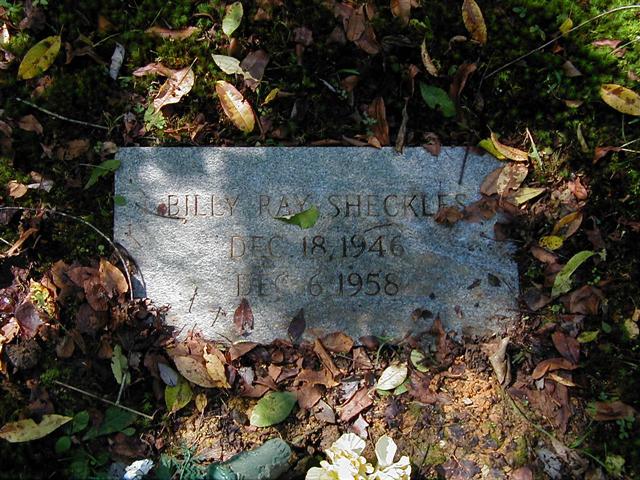 BILLY RAY SHECKLES
DEC. 18, 1946
DEC. 6, 1958